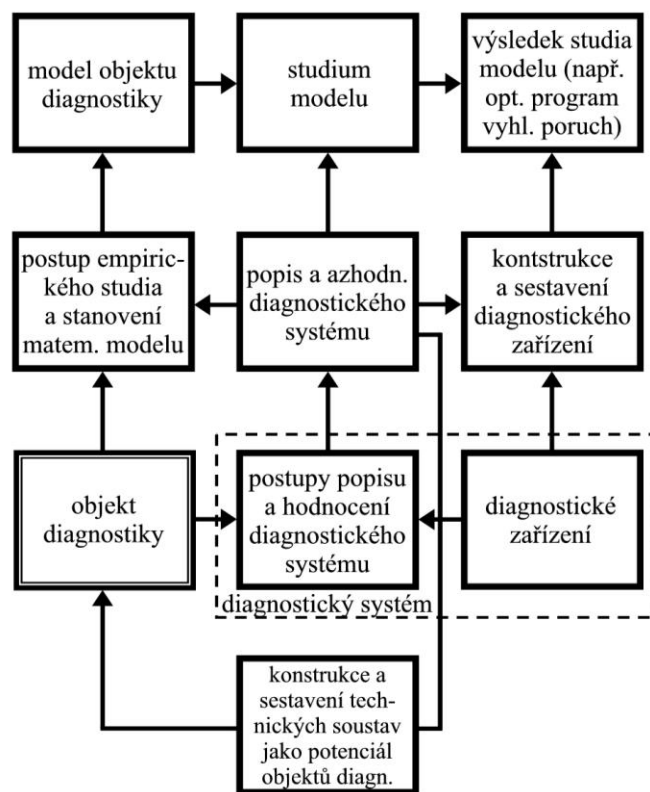 model objektu
diagnostiky
studium
modelu
výsledek studia
modelu (např.
opt. program
vyhl. poruch)
postup empiric-
kého studia
a stanovení
matem. modelu
popis a azhodn.
diagnostického
systému
kontstrukce
a sestavení
diagnostického
zařízení
objekt
diagnostiky
postupy popisu
a hodnocení
diagnostického
systému
diagnostické
zařízení
diagnostický systém
konstrukce a
sestavení tech-
nických soustav
jako potenciál
objektů diagn.